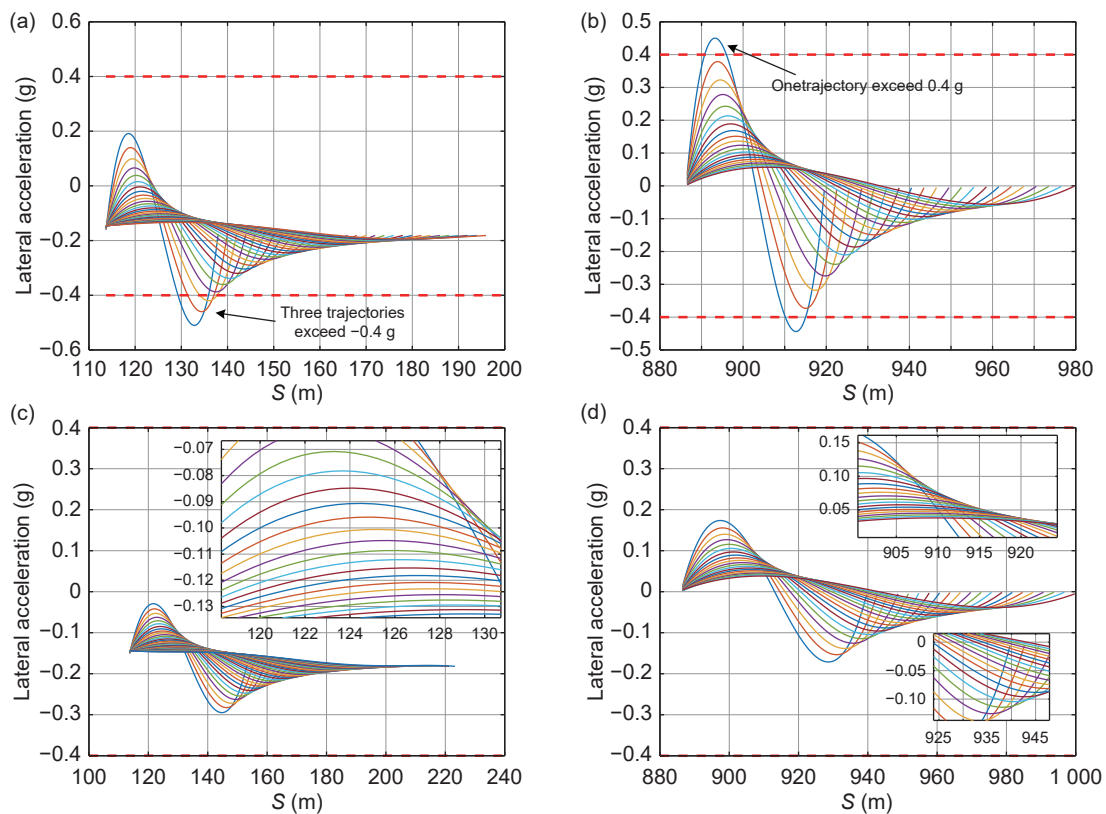 (a)
0.6
0.4
0.2
0
−0.2
−0.4
−0.6
Lateral acceleration (g)
Three trajectories
exceed −0.4 g
110 120 130 140 150 160 170 180 190 200
S (m)
(b)
0.5
0.4
0.3
0.2
0.1
0
−0.1
−0.2
−0.3
−0.4
−0.5
Lateral acceleration (g)
Onetrajectory exceed 0.4 g
880 900 920 940 960 980
S (m)
(c)
0.4
0.3
0.2
0.1
0
−0.1
−0.2
−0.3
−0.4
Lateral acceleration (g)
−0.07
−0.08
−0.09
−0.10
−0.11
−0.12
−0.13
120 122 124 126 128 130
100 120 140 160 180 200 220 240
S (m)
(d)
0.4
0.3
0.2
0.1
0
−0.1
−0.2
−0.3
−0.4
Lateral acceleration (g)
0.15
0.10
0.05
905 910 915 920
0
−0.05
−0.10
925 935 945
880 900 920 940 960 980 1 000
S (m)